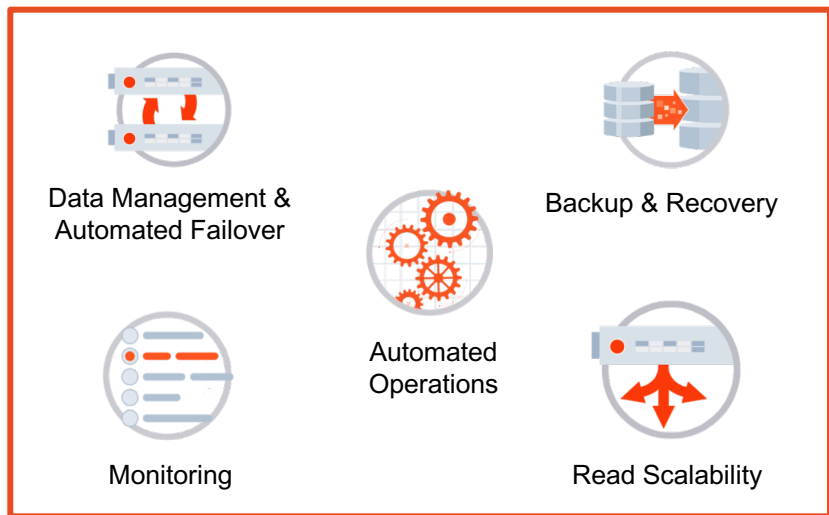 Data Management &
Automated Failover
Backup & Recovery
Automated
Operations
Monitoring
Read Scalability